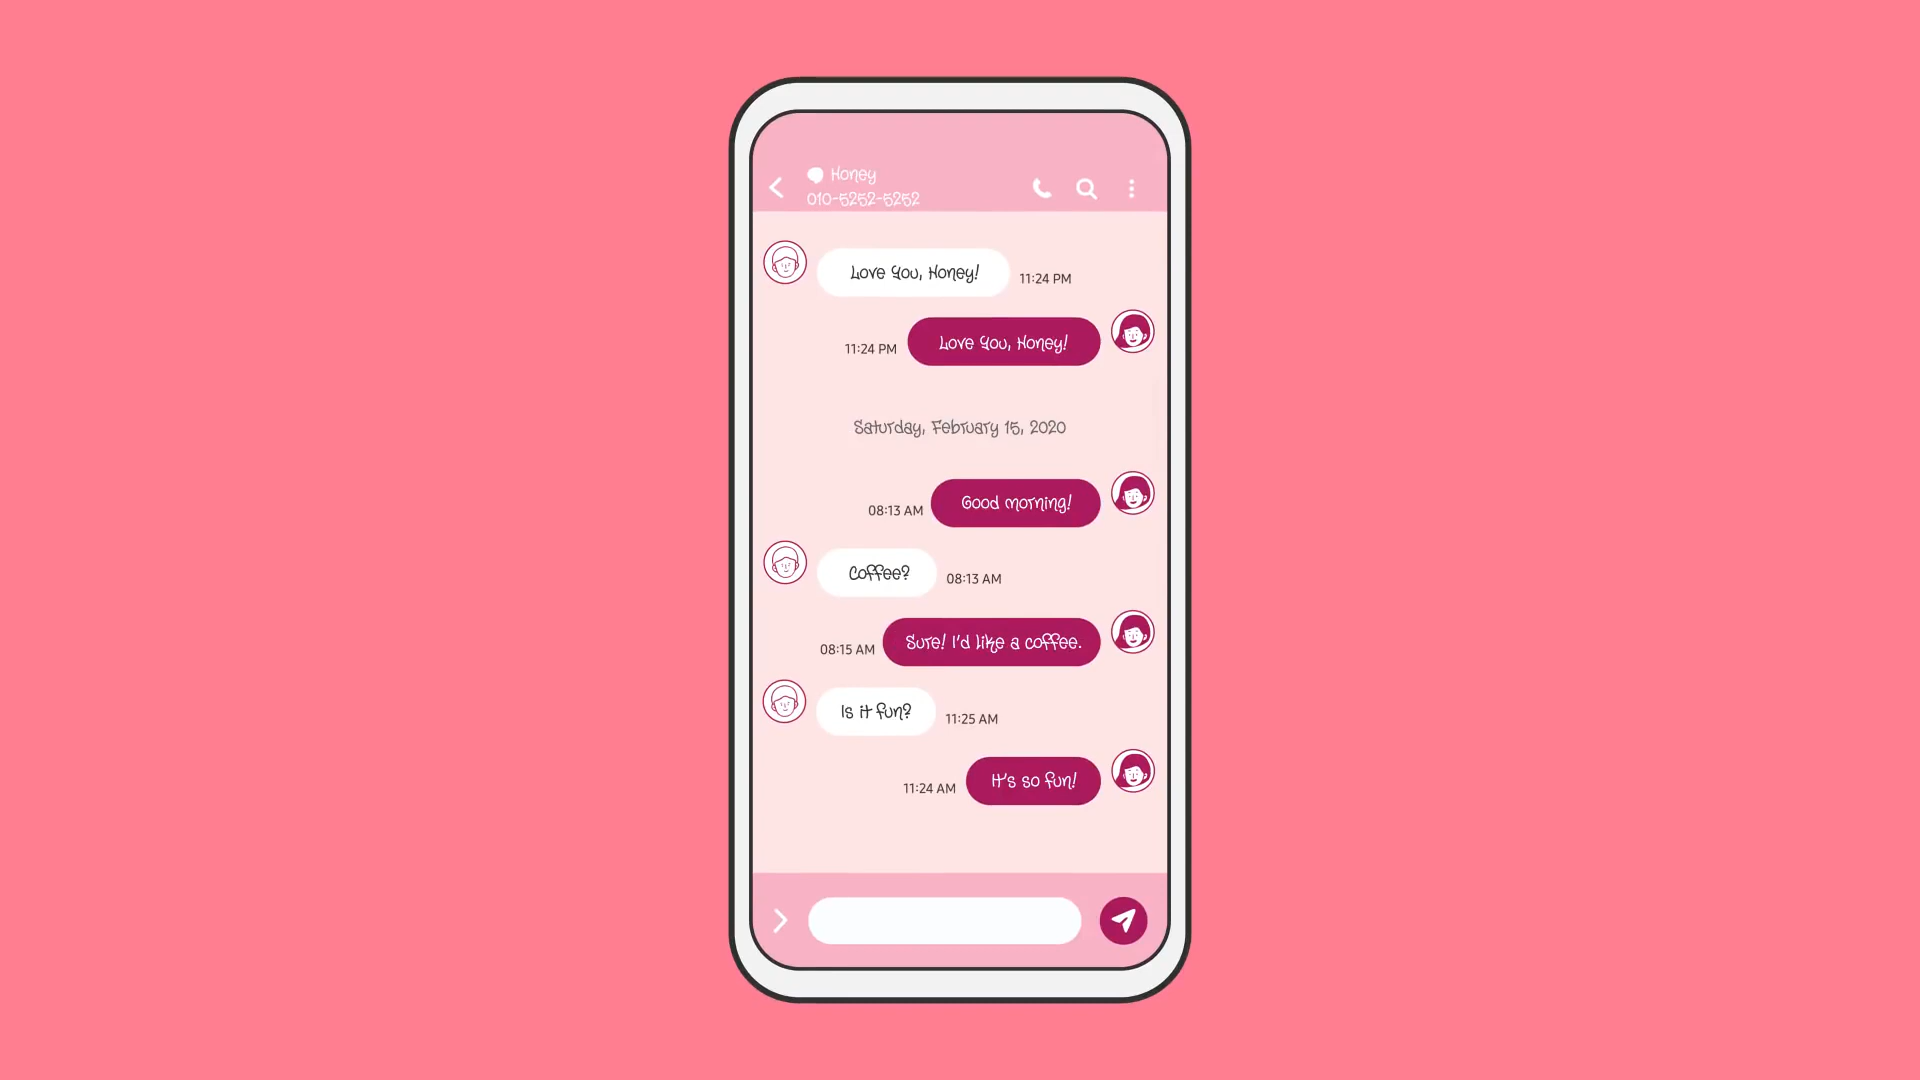 Honey
010-5252-5252
Love You, Honey!
11:24 PM
11:24 PM
Love You, Honey!
Saturday, February 15, 2020
08:13 AM
Good morning!
Coffee?
08:13 AM
08:15 AM
Sure! I'd like a coffee.
Is it fun?
11:25 AM
11:24 AM
It's so fun!